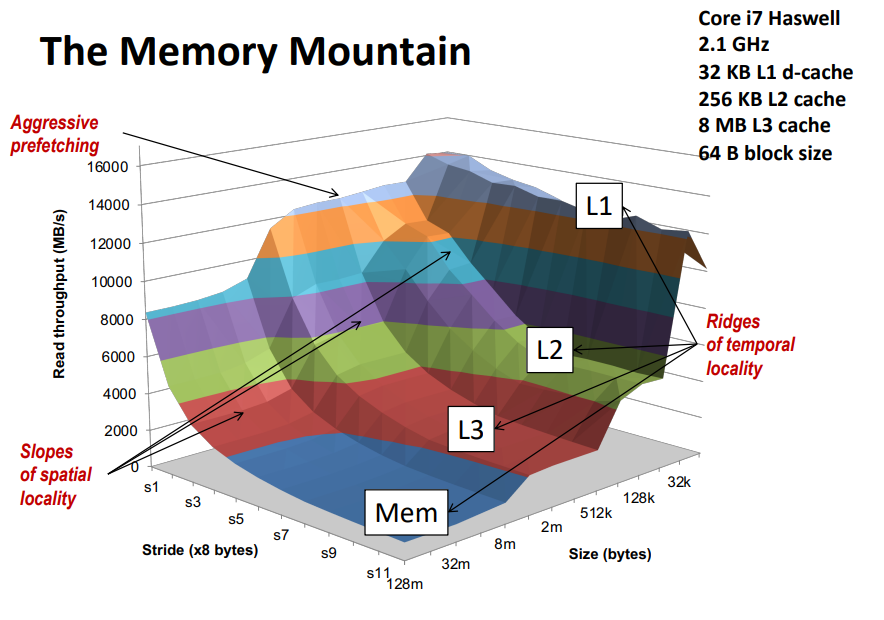 The Memory Mountain
Core i7 Haswell
2.1 GHz
32 KB L1 d-cache
256 KB L2 cache
8 MB L3 cache
64 B block size
Aggressive
prefetching
16000
14000
12000
10000
8000
6000
4000
2000
0
Read throughput (MB/s)
L1
L2
L3
Mem
Ridges
of temporal
locality
Slopes
of spatial
locality
s1
s3
s5
s7
s9
s11
Stride (x8 bytes)
128m
32m
8m
2m
512k
128k
32k
Size (bytes)